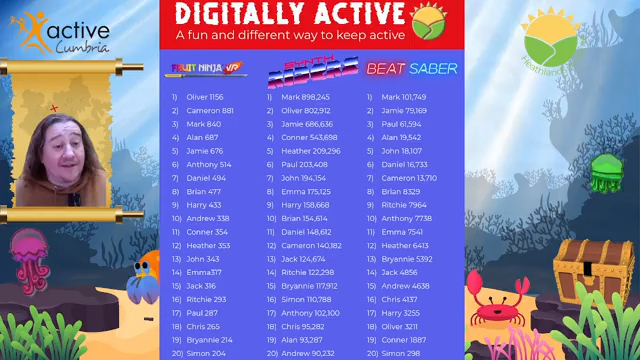 active
Cumbria
DIGITALLY ACTIVE
A fun and different way to keep active
Heathlands
FRUIT NINJA VR
1) Oliver 1156
2) Cameron 881
3) Mark 840
4) Alan 687
5) Jamie 676
6) Anthony 514
7) Daniel 494
8) Brian 477
9) Harry 433
10) Andrew 338
11) Conner 354
12) Heather 353
13) John 343
14) Emma317
15) Jack 316
16) Ritchie 293
17) Paul 287
18) Chris 265
19) Bryannie 214
20) Simon 204
SYNTH
RIDERS
1) Mark 898,245
2) Oliver 802,912
3) Jamie 686,636
4) Conner 543,698
5) Heather 209,296
6) Paul 203,408
7) John 194,154
8) Emma 175,125
9) Harry 158,668
10) Brian 154,614
11) Daniel 148,612
12) Cameron 140,182
13) Jack 124,674
14) Ritchie 122,298
15) Bryannie 117,912
16) Simon 110,788
17) Anthony 102,100
18) Chris 95,282
19) Alan 93,287
20) Andrew 90,232
BEAT SABER
1) Mark 101,749
2) Jamie 79,169
3) Paul 61,594
4) Alan 19,542
5) John 18,107
6) Daniel 16,733
7) Cameron 13,710
8) Brian 8329
9) Ritchie 7964
10) Anthony 7738
11) Emma 7541
12) Heather 6413
13) Bryannie 5392
14) Jack 4856
15) Andrew 4638
16) Chris 4137
17) Harry 3255
18) Oliver 3211
19) Conner 1887
20) Simon 298